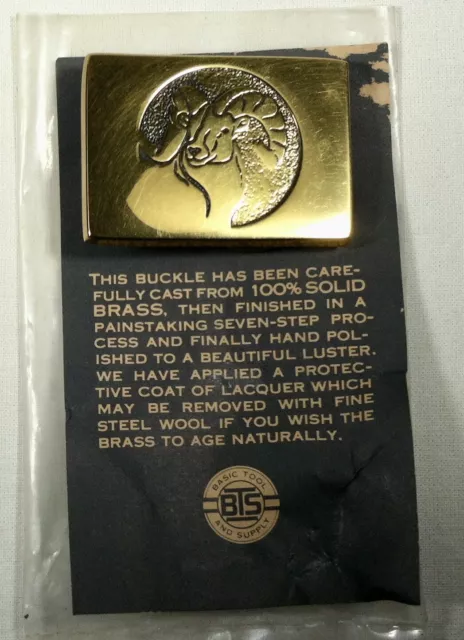 THIS BUCKLE HAS BEEN CARE-
FULLY CAST FROM 100% SOLID
BRASS, THEN FINISHED IN A
PAINSTAKING SEVEN-STEP PRO-
CESS AND FINALLY HAND POL-
ISHED TO A BEAUTIFUL LUSTER.
WE HAVE APPLIED A PROTEC-
TIVE COAT OF LACQUER WHICH
MAY BE REMOVED WITH FINE
STEEL WOOL IF YOU WISH THE
BRASS TO AGE NATURALLY.
BASIC TOOL
BTS
AND SUPPLY